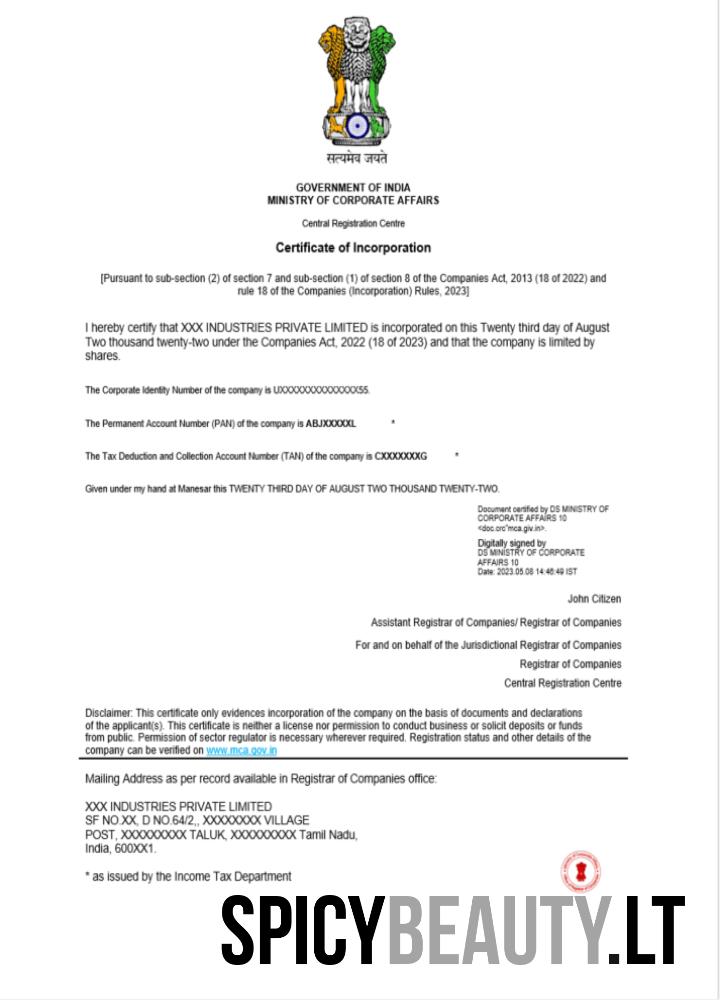 सत्यमेव जयते
GOVERNMENT OF INDIA
MINISTRY OF CORPORATE AFFAIRS
Central Registration Centre
Certificate of Incorporation
[Pursuant to sub-section (2) of section 7 and sub-section (1) of section 8 of the Companies Act, 2013 (18 of 2022) and
rule 18 of the Companies (Incorporation) Rules, 2023]
I hereby certify that XXX INDUSTRIES PRIVATE LIMITED is incorporated on this Twenty third day of August
Two thousand twenty-two under the Companies Act, 2022 (18 of 2023) and that the company is limited by
shares.
The Corporate Identity Number of the company is UXXXXXXXXXXXXXX55.
The Permanent Account Number (PAN) of the company is ABJXXXXXL *
The Tax Deduction and Collection Account Number (TAN) of the company is CXXXXXXXG *
Given under my hand at Manesar this TWENTY THIRD DAY OF AUGUST TWO THOUSAND TWENTY-TWO.
Document certified by DS MINISTRY OF
CORPORATE AFFAIRS 10
<doc.crc"mca.giv.in>.
Digitally signed by
DS MINISTRY OF CORPORATE
AFFAIRS 10
Date: 2023.05.08 14:46:49 IST
John Citizen
Assistant Registrar of Companies/ Registrar of Companies
For and on behalf of the Jurisdictional Registrar of Companies
Registrar of Companies
Central Registration Centre
Disclaimer: This certificate only evidences incorporation of the company on the basis of documents and declarations
of the applicant(s). This certificate is neither a license nor permission to conduct business or solicit deposits or funds
from public. Permission of sector regulator is necessary wherever required. Registration status and other details of the
company can be verified on www.mca.gov.in
Mailing Address as per record available in Registrar of Companies office:
XXX INDUSTRIES PRIVATE LIMITED
SF NO.XX, D NO.64/2,, XXXXXXXX VILLAGE
POST, XXXXXXXXX TALUK, XXXXXXXXX Tamil Nadu,
India, 600XX1.
* as issued by the Income Tax Department
SPICYBEAUTY.LT